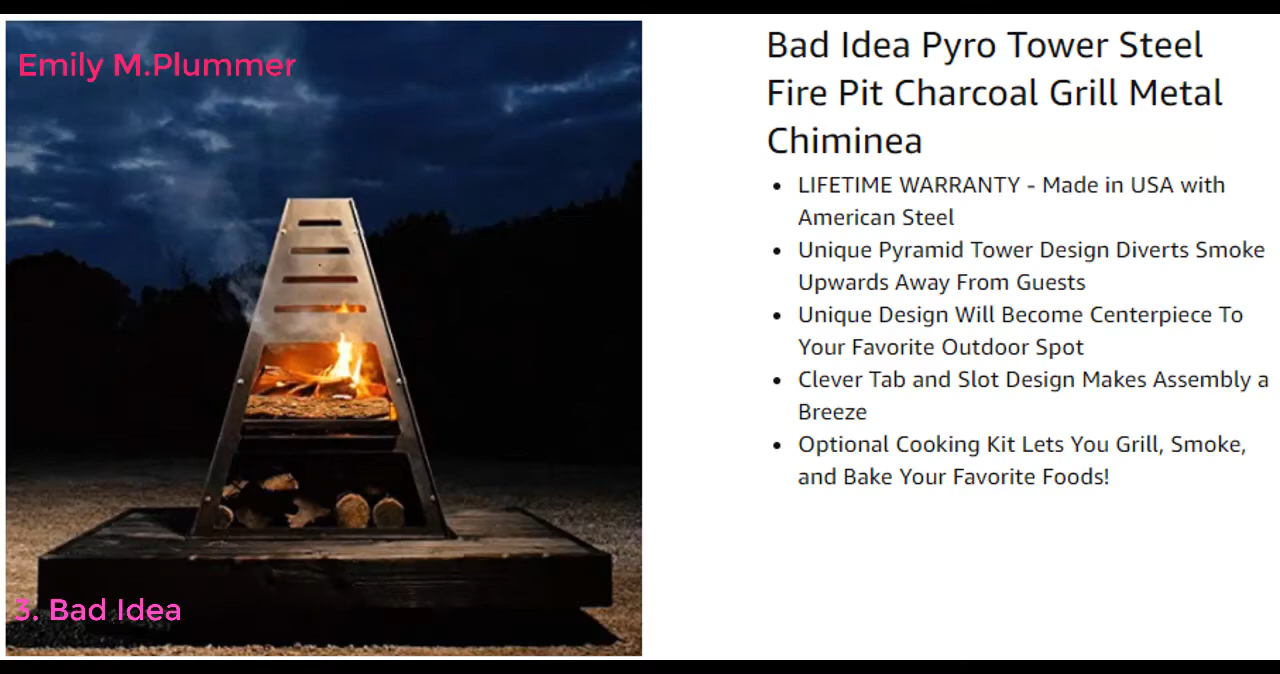 Emily M.Plummer
3. Bad Idea
Bad Idea Pyro Tower Steel
Fire Pit Charcoal Grill Metal
Chiminea
• LIFETIME WARRANTY - Made in USA with
American Steel
• Unique Pyramid Tower Design Diverts Smoke
Upwards Away From Guests
• Unique Design Will Become Centerpiece To
Your Favorite Outdoor Spot
• Clever Tab and Slot Design Makes Assembly a
Breeze
• Optional Cooking Kit Lets You Grill, Smoke,
and Bake Your Favorite Foods!